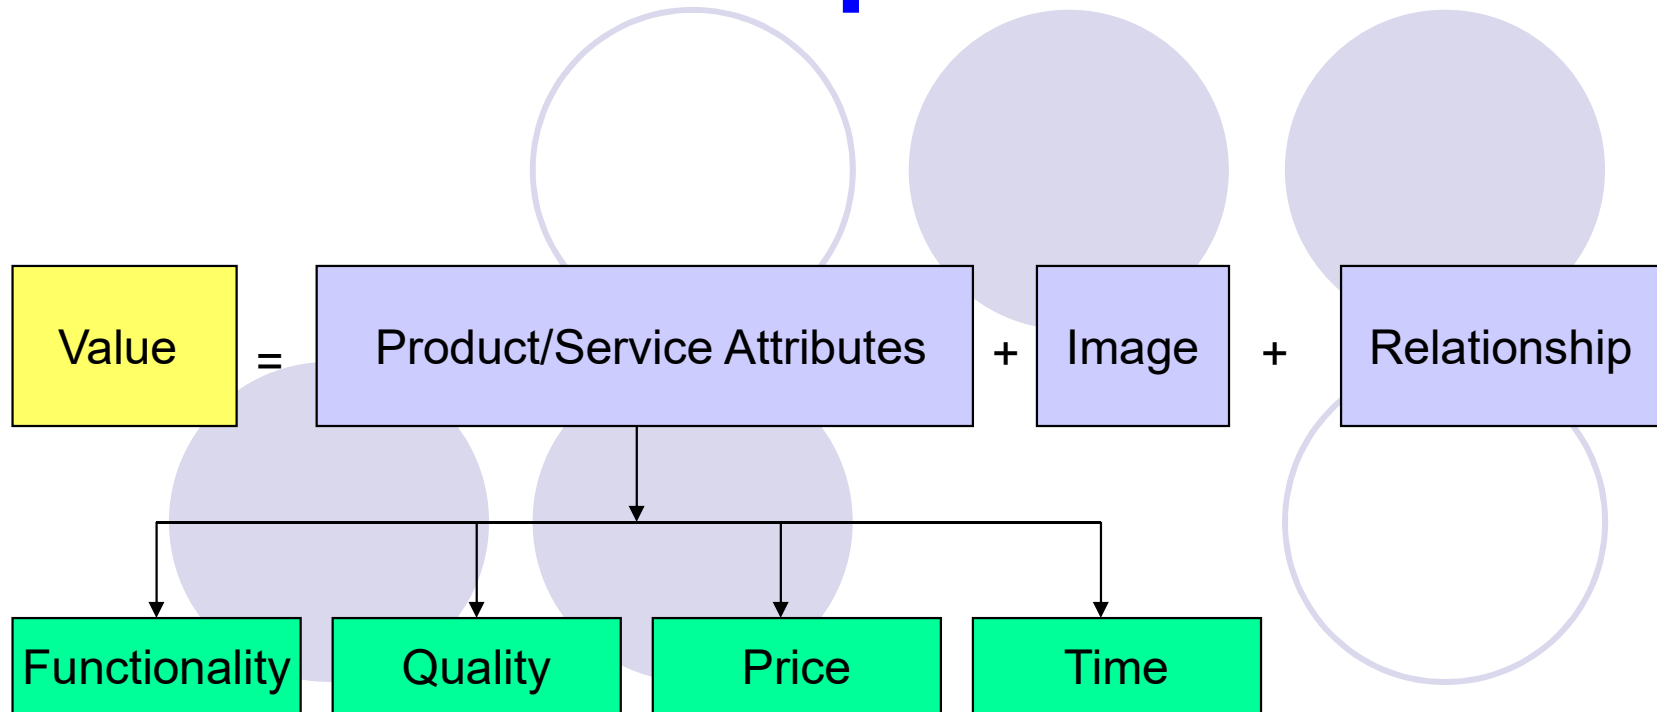 Value = Product/Service Attributes + Image + Relationship
Functionality Quality Price Time